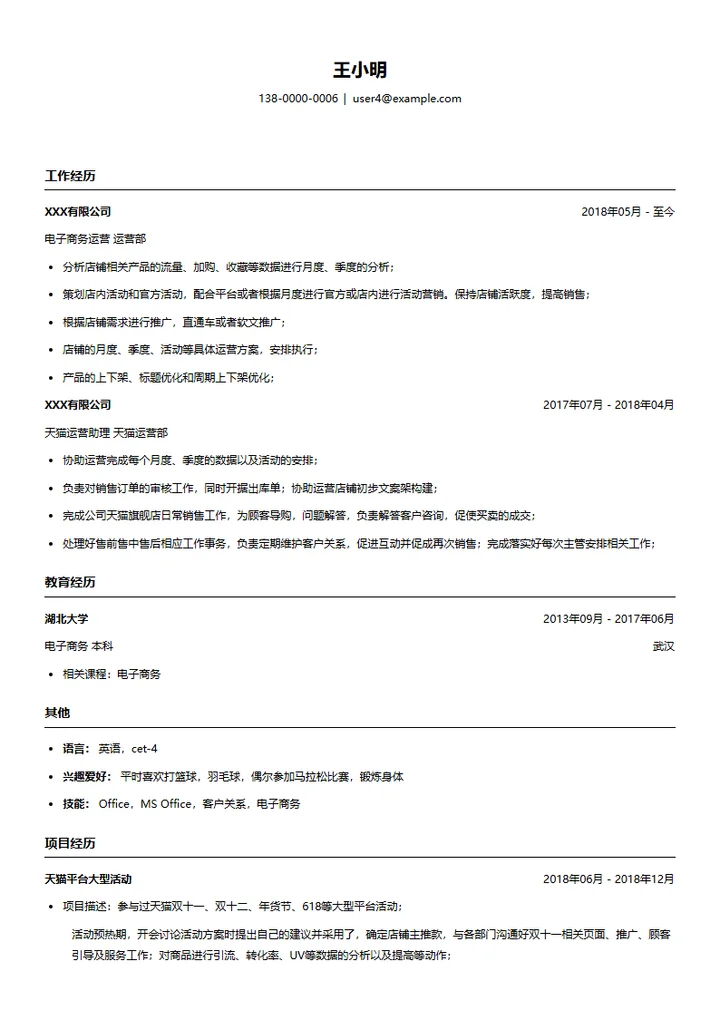 王小明
138-0000-0006 | user4@example.com
工作经历
XXX有限公司 2018年05月 - 至今
电子商务运营 运营部
• 分析店铺相关产品的流量、加购、收藏等数据进行月度、季度的分析；
• 策划店内活动和官方活动，配合平台或者根据月度进行官方或店内进行活动营销。保持店铺活跃度，提高销售；
• 根据店铺需求进行推广，直通车或者软文推广；
• 店铺的月度、季度、活动等具体运营方案，安排执行；
• 产品的上下架、标题优化和周期上下架优化；
XXX有限公司 2017年07月 - 2018年04月
天猫运营助理 天猫运营部
• 协助运营完成每个月度、季度的数据以及活动的安排；
• 负责对销售订单的审核工作，同时开据出库单；协助运营店铺初步文案架构建；
• 完成公司天猫旗舰店日常销售工作，为顾客导购，问题解答，负责解答客户咨询，促使买卖的成交；
• 处理好售前售中售后相应工作事务，负责定期维护客户关系，促进互动并促成再次销售；完成落实好每次主管安排相关工作；
教育经历
湖北大学 2013年09月 - 2017年06月
电子商务 本科 武汉
• 相关课程：电子商务
其他
• 语言： 英语，cet-4
• 兴趣爱好： 平时喜欢打篮球，羽毛球，偶尔参加马拉松比赛，锻炼身体
• 技能： Office，MS Office，客户关系，电子商务
项目经历
天猫平台大型活动 2018年06月 - 2018年12月
• 项目描述：参与过天猫双十一、双十二、年货节、618等大型平台活动；
活动预热期，开会讨论活动方案时提出自己的建议并采用了，确定店铺主推款，与各部门沟通好双十一相关页面、推广、顾客
引导及服务工作；对商品进行引流、转化率、UV等数据的分析以及提高等动作；